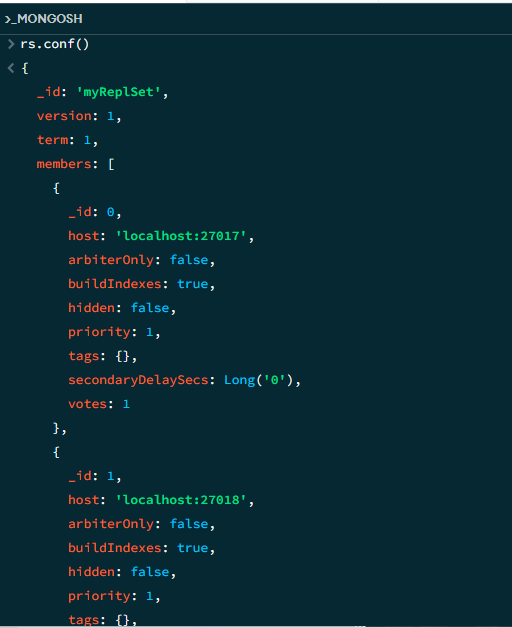 >_MONGOSH
> rs.conf()
< {
_id: 'myReplSet',
version: 1,
term: 1,
members: [
{
_id: 0,
host: 'localhost:27017',
arbiterOnly: false,
buildIndexes: true,
hidden: false,
priority: 1,
tags: {},
secondaryDelaySecs: Long('0'),
votes: 1
},
{
_id: 1,
host: 'localhost:27018',
arbiterOnly: false,
buildIndexes: true,
hidden: false,
priority: 1,
tags: {},